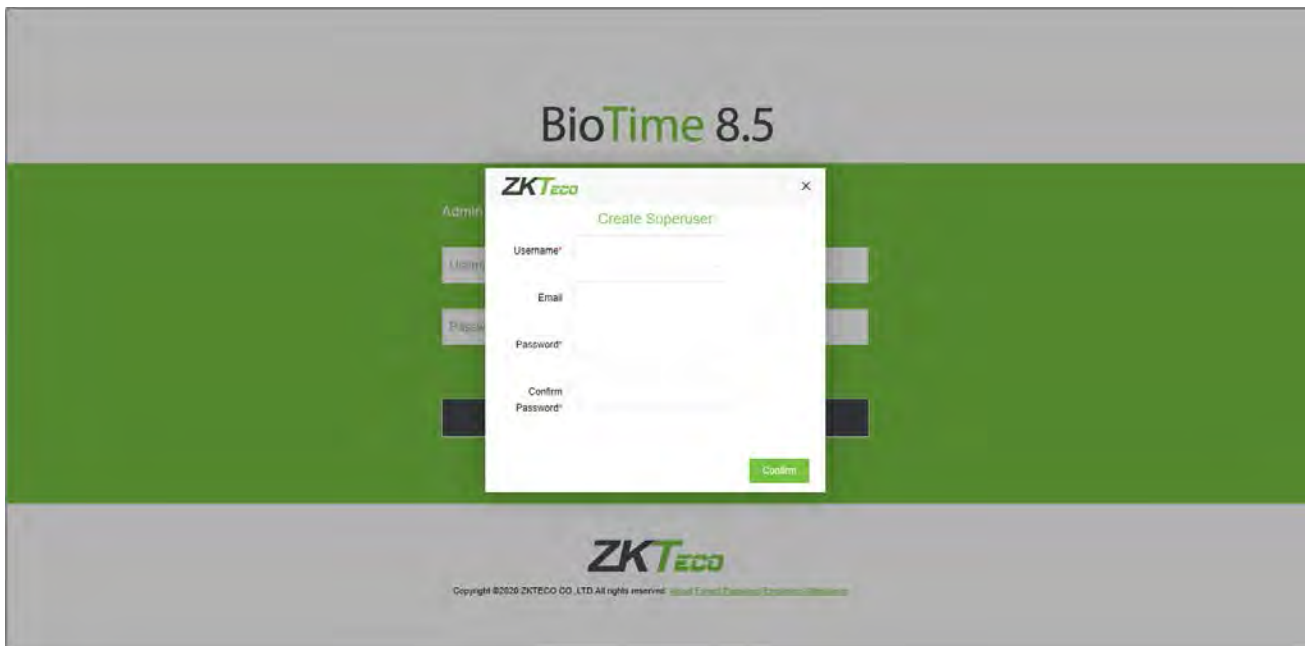 BioTime 8.5
ZKTECO
Create Superuser
Admin
Username*
Email
Password*
Confirm
Password*
Confirm
ZKTECO
Copyright ©2020 ZKTECO CO.,LTD.All rights reserved.